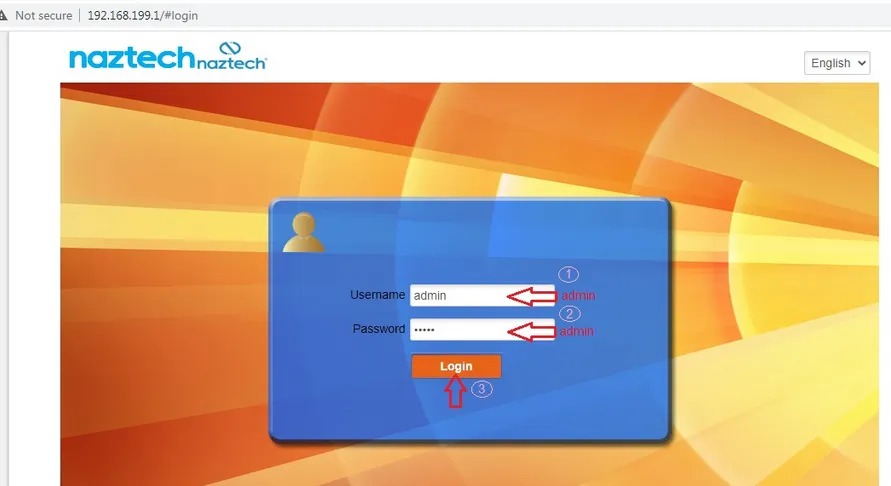 Not secure 192.168.199.1/#login
naztech naztech
English
1
Username admin admin
2
Password ••••• admin
Login
3